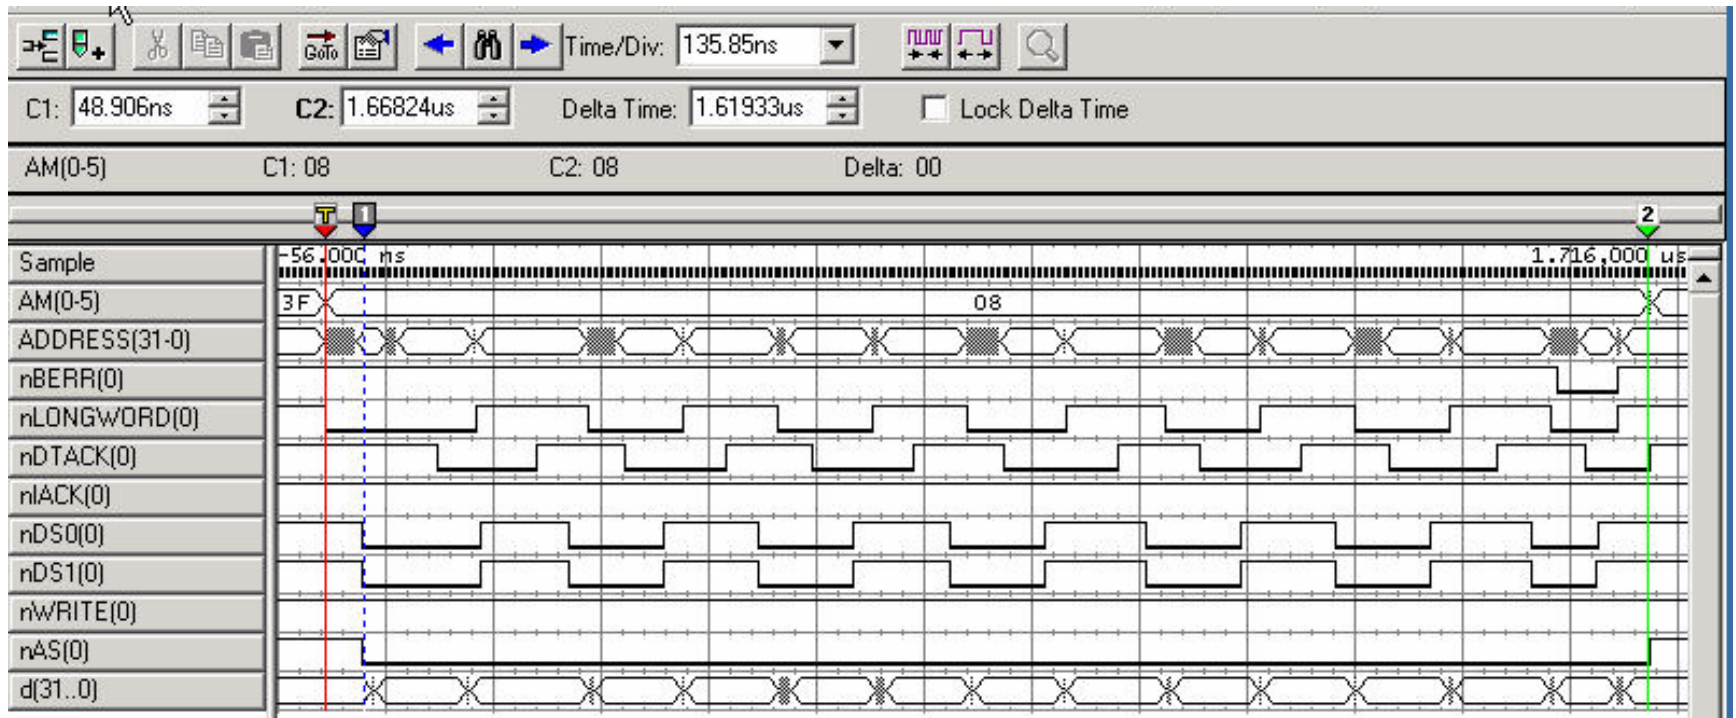 GoTo Time/Div: 135.85ns
C1: 48.906ns C2: 1.66824us Delta Time: 1.61933us Lock Delta Time
AM(0-5) C1: 08 C2: 08 Delta: 00
T 1 2
Sample -56.000 ns 1.716,000 us
AM(0-5) 3F 08
ADDRESS(31-0)
nBERR(0)
nLONGWORD(0)
nDTACK(0)
nIACK(0)
nDS0(0)
nDS1(0)
nWRITE(0)
nAS(0)
d(31..0)